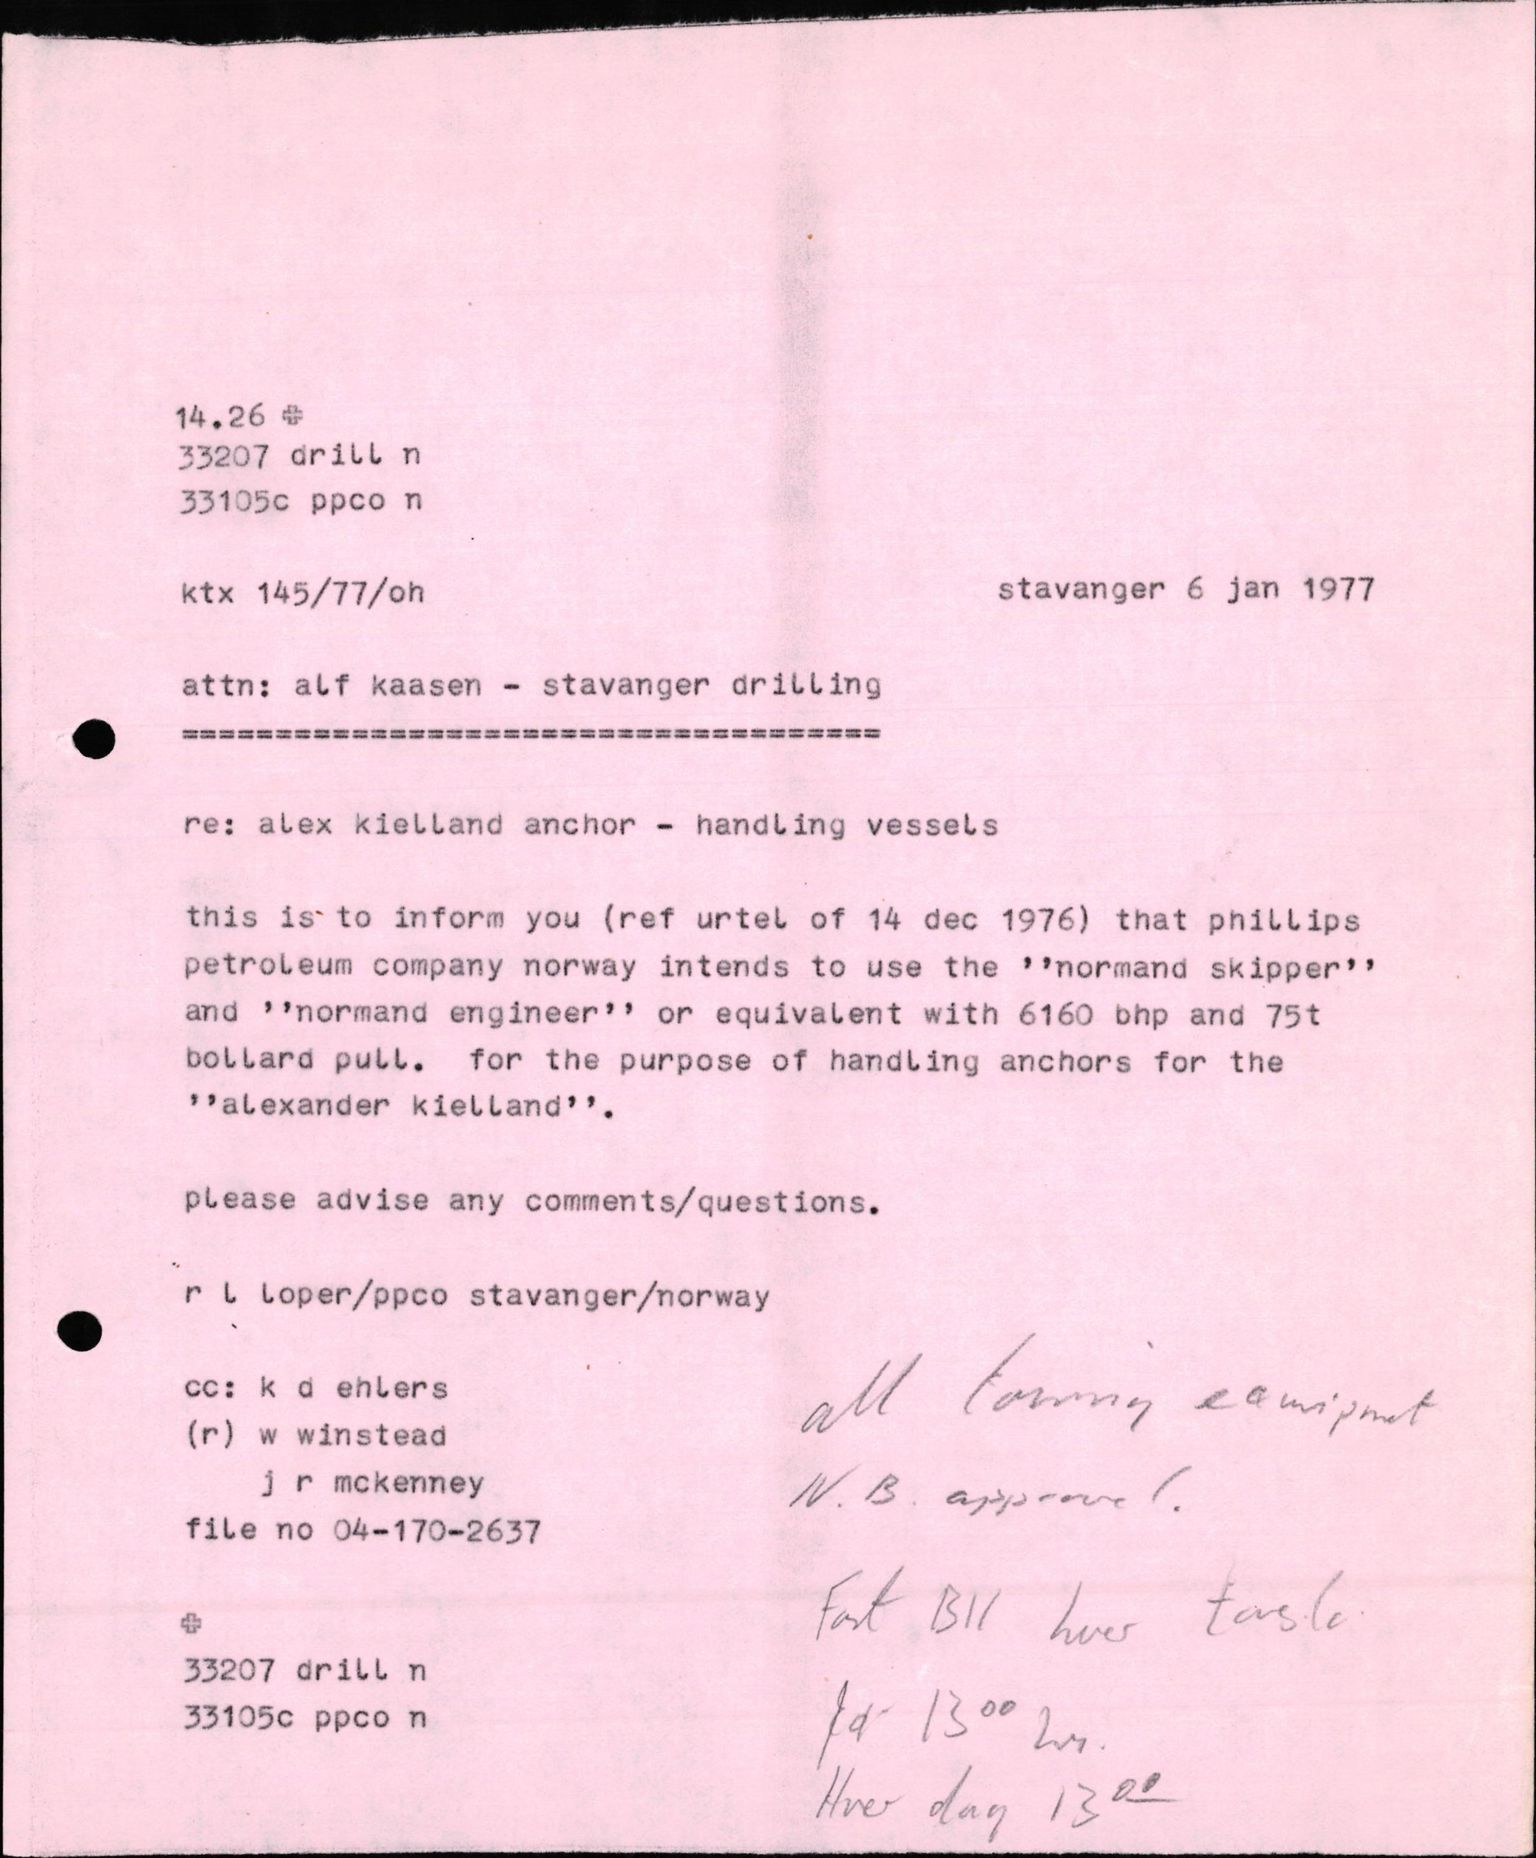 14.26 ✠
33207 drill n
33105c ppco n
ktx 145/77/oh stavanger 6 jan 1977
attn: alf kaasen - stavanger drilling
=====================================
re: alex kielland anchor - handling vessels
this is to inform you (ref urtel of 14 dec 1976) that phillips
petroleum company norway intends to use the ’’normand skipper’’
and ’’normand engineer’’ or equivalent with 6160 bhp and 75t
bollard pull. for the purpose of handling anchors for the
’’alexander kielland’’.
please advise any comments/questions.
r l loper/ppco stavanger/norway
cc: k d ehlers
(r) w winstead
j r mckenney
file no 04-170-2637
✠
33207 drill n
33105c ppco n
all towing
N.B. approval.
hver
13⁰⁰
Hver dag 13⁰⁰